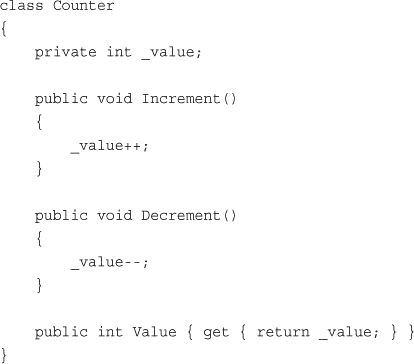 class Counter
{
    private int _value;

    public void Increment()
    {
        _value++;
    }

    public void Decrement()
    {
        _value--;
    }

    public int Value { get { return _value; } }
}